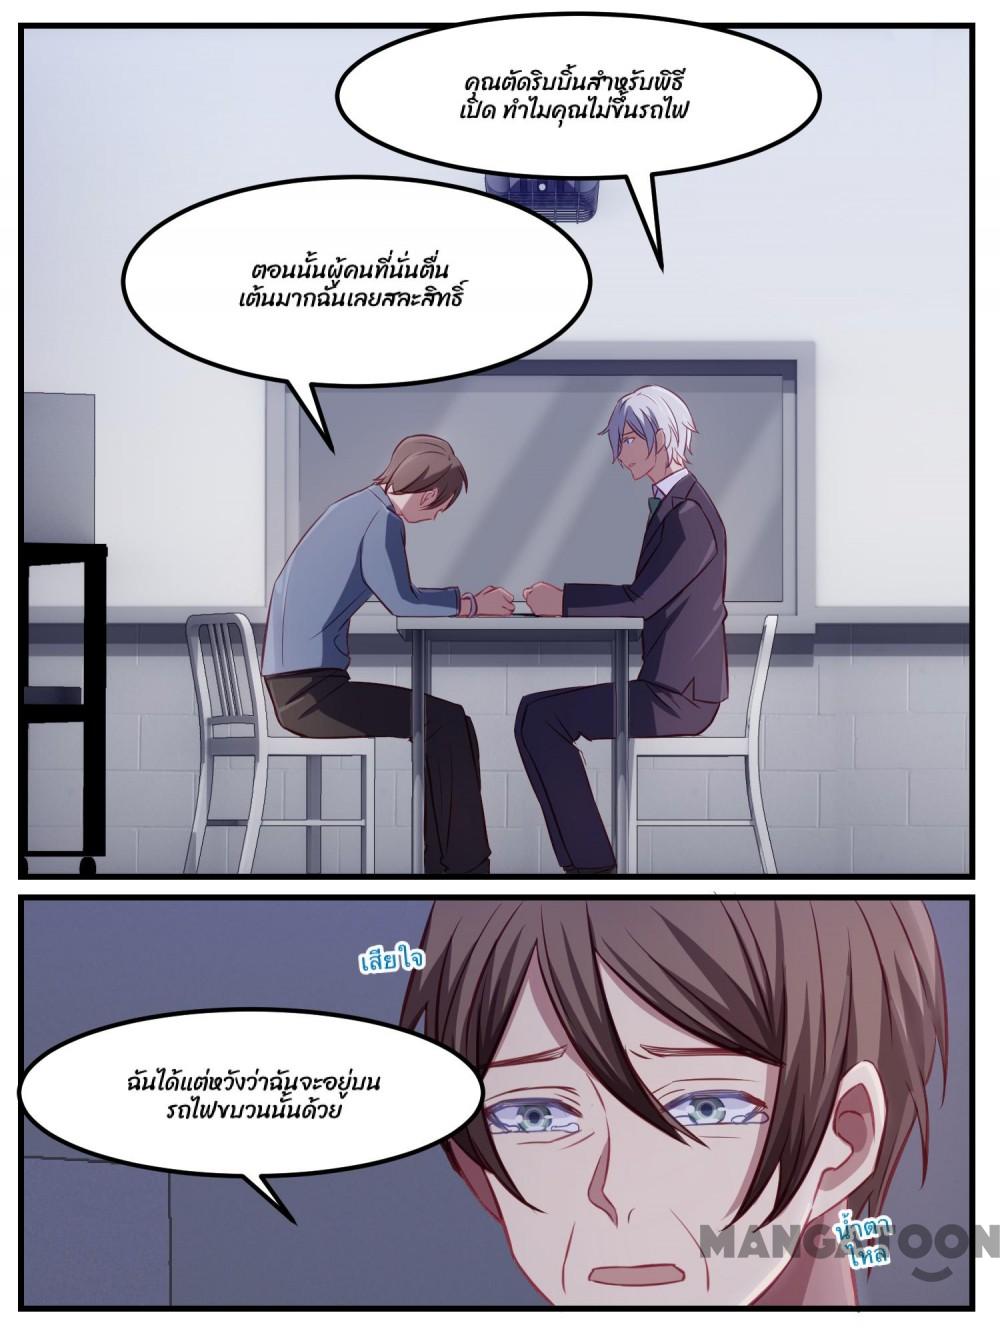 คุณตัดริบบิ้นสำหรับพิธี
เปิด ทำไมคุณไม่ขึ้นรถไฟ
ตอนนั้นผู้คนที่นั่นตื่น
เต้นมากฉันเลยสละสิทธิ์
เสียใจ
ฉันได้แต่หวังว่าฉันจะอยู่บน
รถไฟขบวนนั้นด้วย
น้ำตา
ไหล
MANGATOON